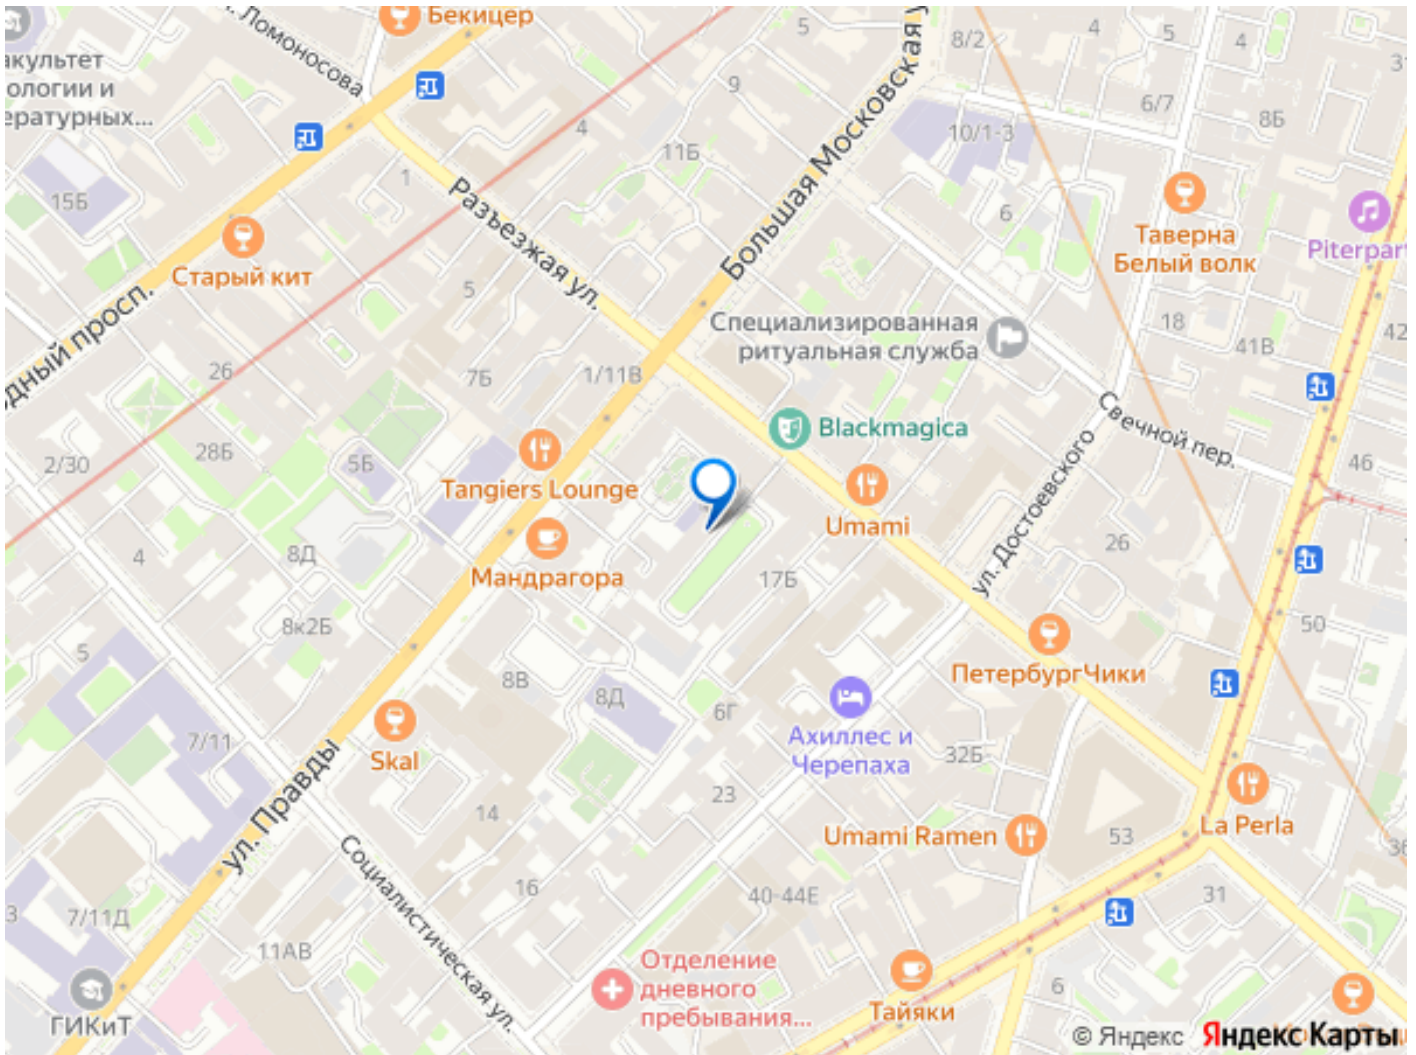 Бекицер
Ломоносова
акультет
ологии и
ературных...
15Б
1
4
9
11Б
5
8/2
4
5
4
6/7
8Б
10/1-3
Большая Московская
Разъезжая ул.
6
Таверна
Белый волк
Старый кит
5
18
41В
42
Специализированная
ритуальная служба
дный просп.
26
7Б
1/11В
Свечной пер.
Blackmagica
2/30
28Б
5Б
46
Tangiers Lounge
Umami
ул. Достоевского
26
Мандрагора
4
8Д
17Б
8к2Б
5
50
ПетербургЧики
8В
8Д
6Г
7/11
Ахиллес и
Черепаха
32Б
Skal
23
14
ул. Правды
La Perla
Umami Ramen
53
Социалистическая ул.
16
40-44Е
31
3
7/11Д
11АВ
Отделение
дневного
пребывания...
Тайяки
6
ГИКиТ
© Яндекс
Яндекс Карты